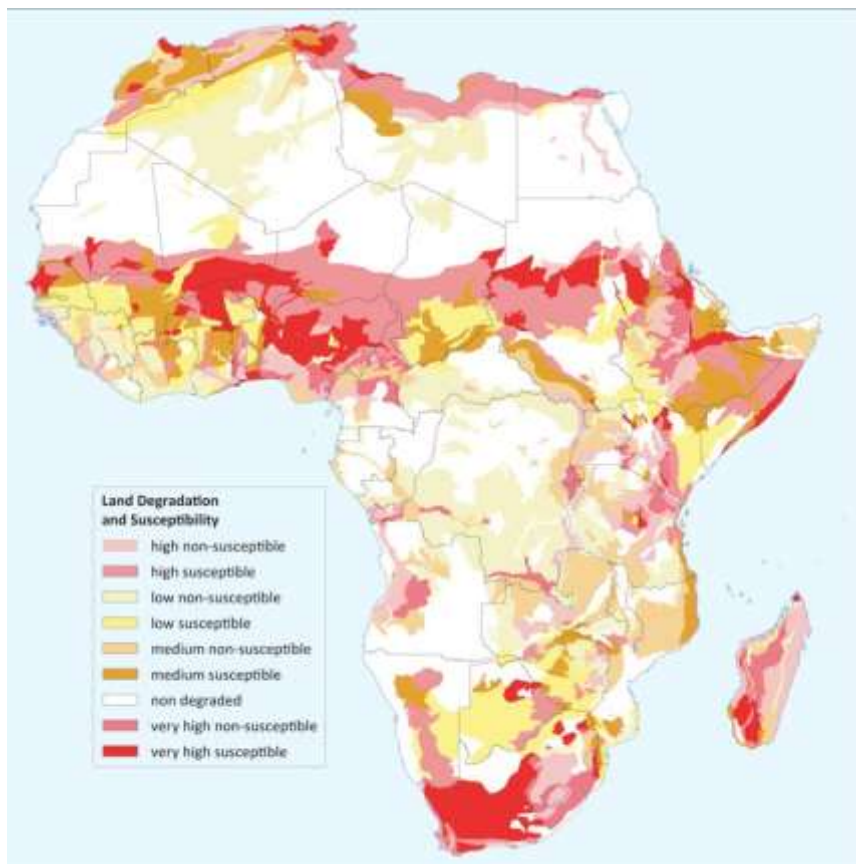 Land Degradation
and Susceptibility
high non-susceptible
high susceptible
low non-susceptible
low susceptible
medium non-susceptible
medium susceptible
non degraded
very high non-susceptible
very high susceptible